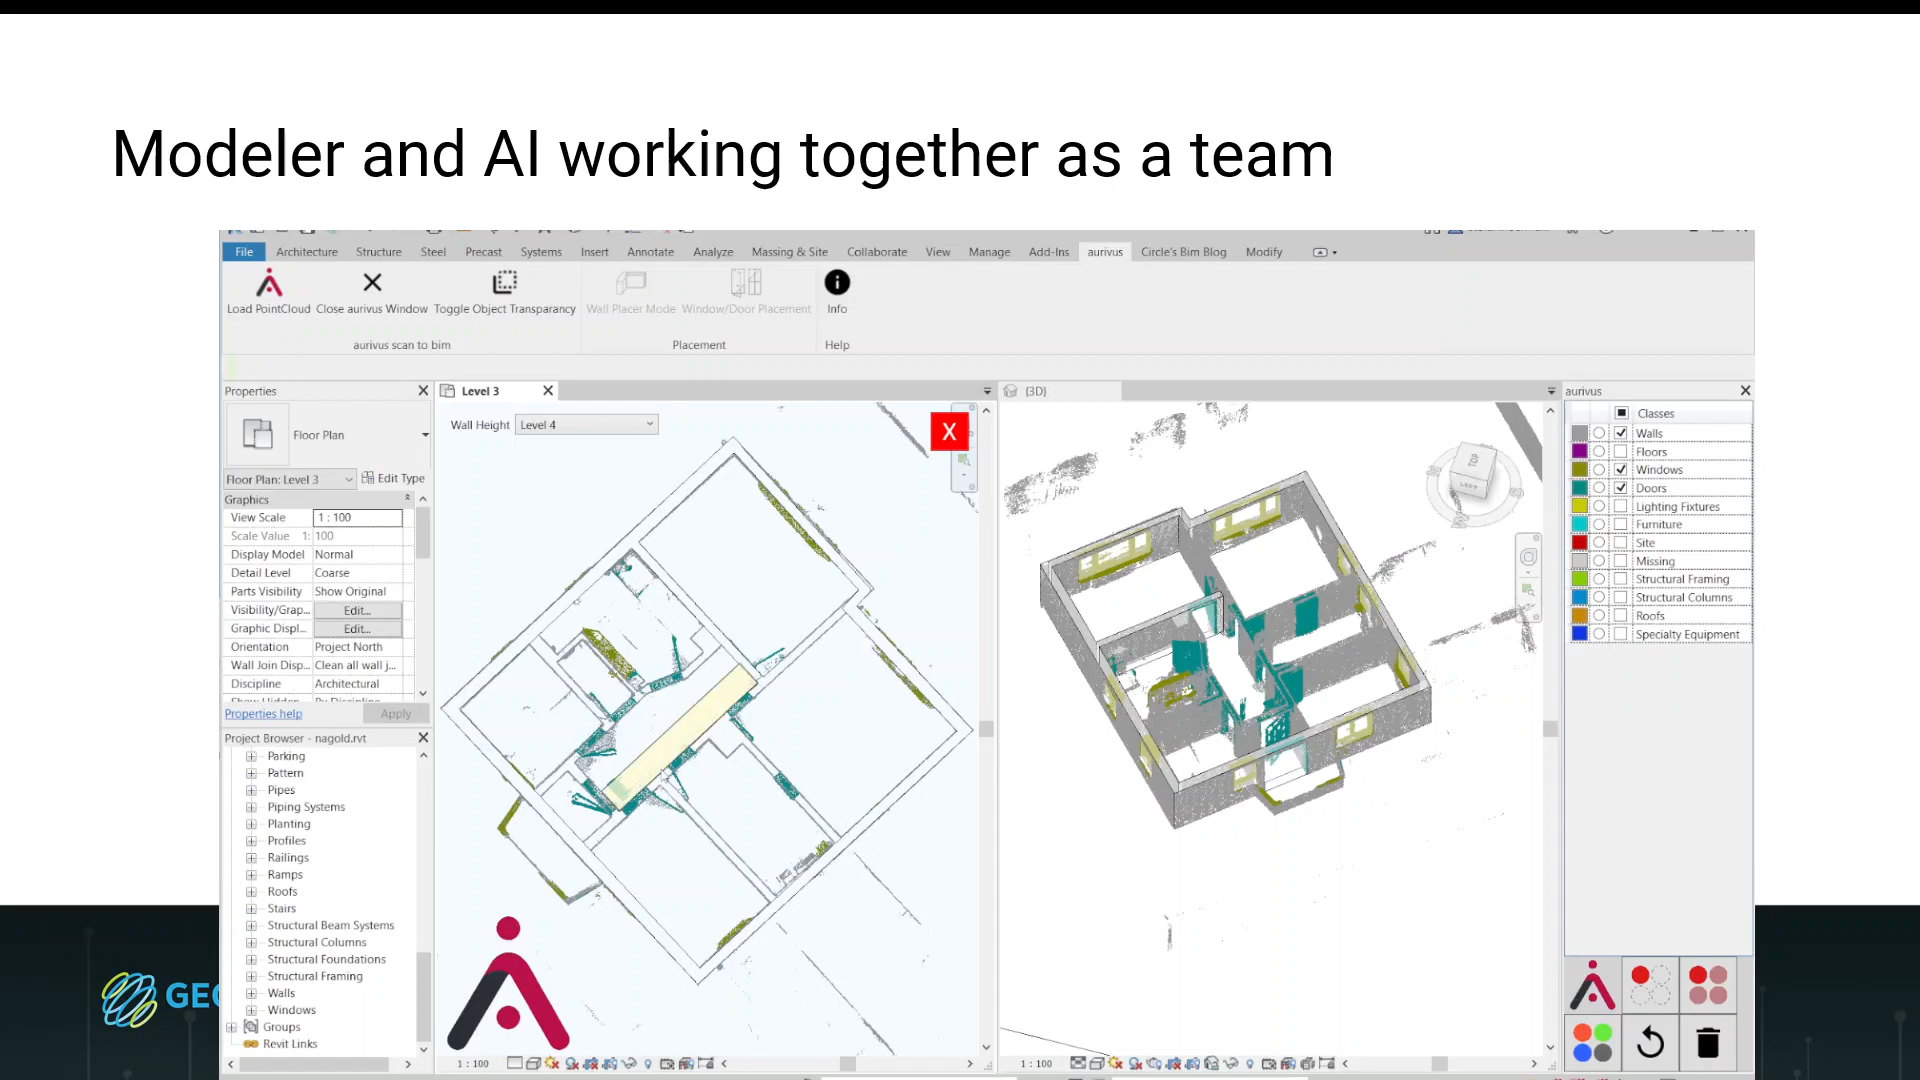 Modeler and AI working together as a team
File Architecture Structure Steel Precast Systems Insert Annotate Analyze Massing & Site Collaborate View Manage Add-Ins aurivus Circle's Bim Blog Modify
Load PointCloud Close aurivus Window Toggle Object Transparency Wall Placer Mode Window/Door Placement Info
aurivus scan to bim Placement Help
Properties
Floor Plan
Floor Plan: Level 3 Edit Type
Graphics
View Scale 1 : 100
Scale Value 1: 100
Display Model Normal
Detail Level Coarse
Parts Visibility Show Original
Visibility/Grap... Edit...
Graphic Displ... Edit...
Orientation Project North
Wall Join Disp... Clean all wall j...
Discipline Architectural
Properties help Apply
Project Browser - nagold.rvt
Parking
Pattern
Pipes
Piping Systems
Planting
Profiles
Railings
Ramps
Roofs
Stairs
Structural Beam Systems
Structural Columns
Structural Foundations
Structural Framing
Walls
Windows
Groups
Revit Links
Level 3
Wall Height Level 4
X
1 : 100
{3D}
TOP
LEFT
1 : 100
aurivus
Classes
Walls
Floors
Windows
Doors
Lighting Fixtures
Furniture
Site
Missing
Structural Framing
Structural Columns
Roofs
Specialty Equipment